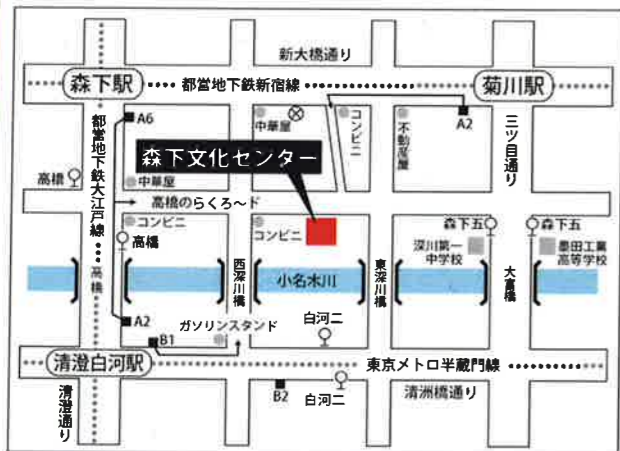 新大橋通り
森下駅
都営地下鉄新宿線
菊川駅
A6
中華屋
コンビニ
不動産屋
A2
三ツ目通り
都営地下鉄大江戸線
森下文化センター
高橋
中華屋
高橋のらくろ〜ド
コンビニ
高橋
コンビニ
森下五
森下五
深川第一
中学校
墨田工業
高等学校
高橋
西深川橋
小名木川
東深川橋
大富橋
A2
B1
ガソリンスタンド
白河二
清澄白河駅
東京メトロ半蔵門線
清澄通り
B2
白河二
清洲橋通り